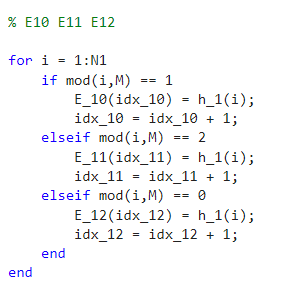 % E10 E11 E12
for i = 1:N1
    if mod(i,M) == 1
        E_10(idx_10) = h_1(i);
        idx_10 = idx_10 + 1;
    elseif mod(i,M) == 2
        E_11(idx_11) = h_1(i);
        idx_11 = idx_11 + 1;
    elseif mod(i,M) == 0
        E_12(idx_12) = h_1(i);
        idx_12 = idx_12 + 1;
    end
end